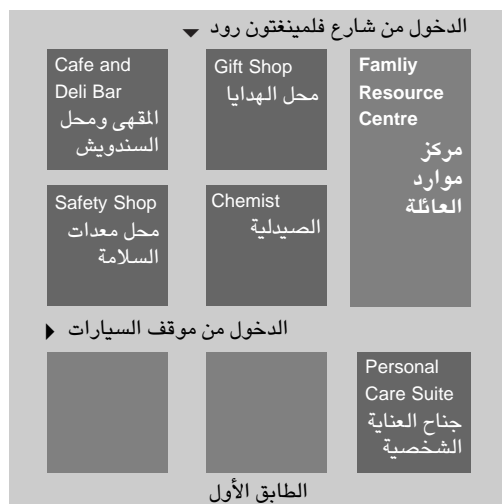 الدخول من شارع فلمينغتون رود
Cafe and
Deli Bar
المقهى ومحل
السندويش
Gift Shop
محل الهدايا
Famliy
Resource
Centre
مركز
موارد
العائلة
Safety Shop
محل معدات
السلامة
Chemist
الصيدلية
الدخول من موقف السيارات
Personal
Care Suite
جناح العناية
الشخصية
الطابق الأول